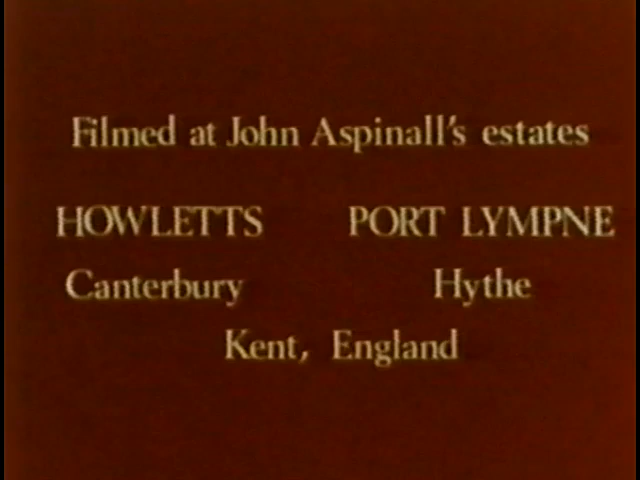 Filmed at John Aspinall's estates
HOWLETTS PORT LYMPNE
Canterbury Hythe
Kent, England